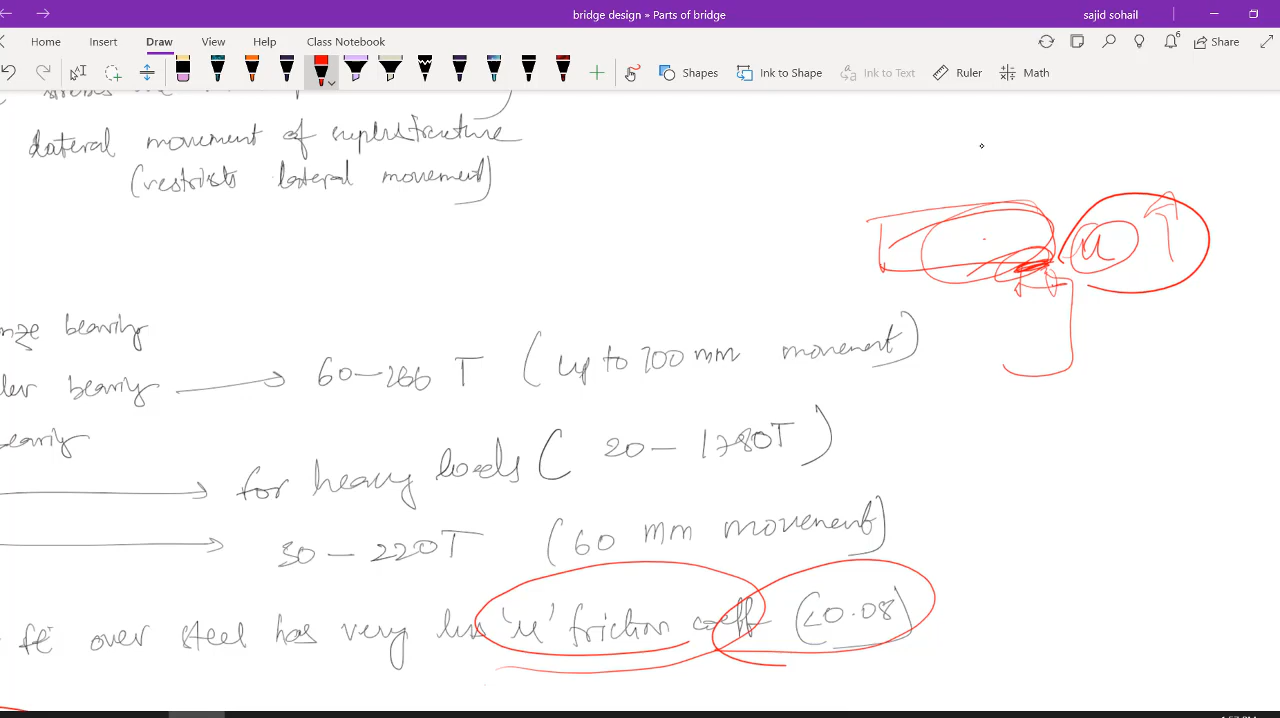 bridge design » Parts of bridge
sajid sohail
Home Insert Draw View Help Class Notebook
Share
Shapes Ink to Shape Ink to Text Ruler Math
lateral movement of superstructure
(restricts lateral movement)
μ
bearing
bearing → 60-266 T (up to 100 mm movement)
bearing
→ for heavy loads (20-1780T)
→ 30-220T (60 mm movement)
over steel has very low 'μ' friction coeff (<0.08)